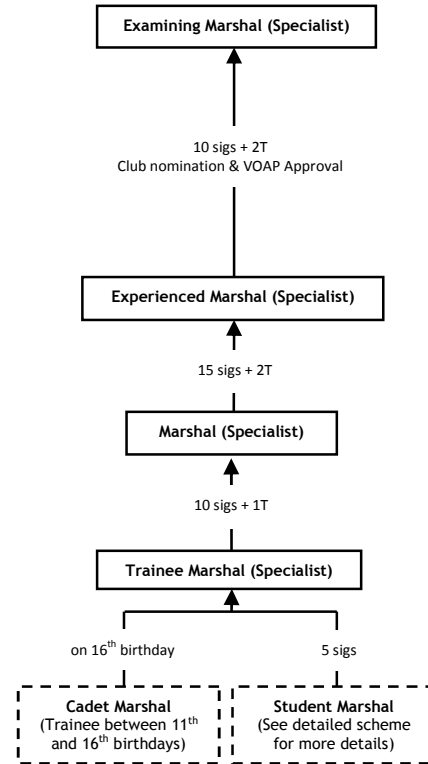 Examining Marshal (Specialist)
10 sigs + 2T
Club nomination & VOAP Approval
Experienced Marshal (Specialist)
15 sigs + 2T
Marshal (Specialist)
10 sigs + 1T
Trainee Marshal (Specialist)
on 16th birthday
5 sigs
Cadet Marshal
(Trainee between 11th
and 16th birthdays)
Student Marshal
(See detailed scheme
for more details)